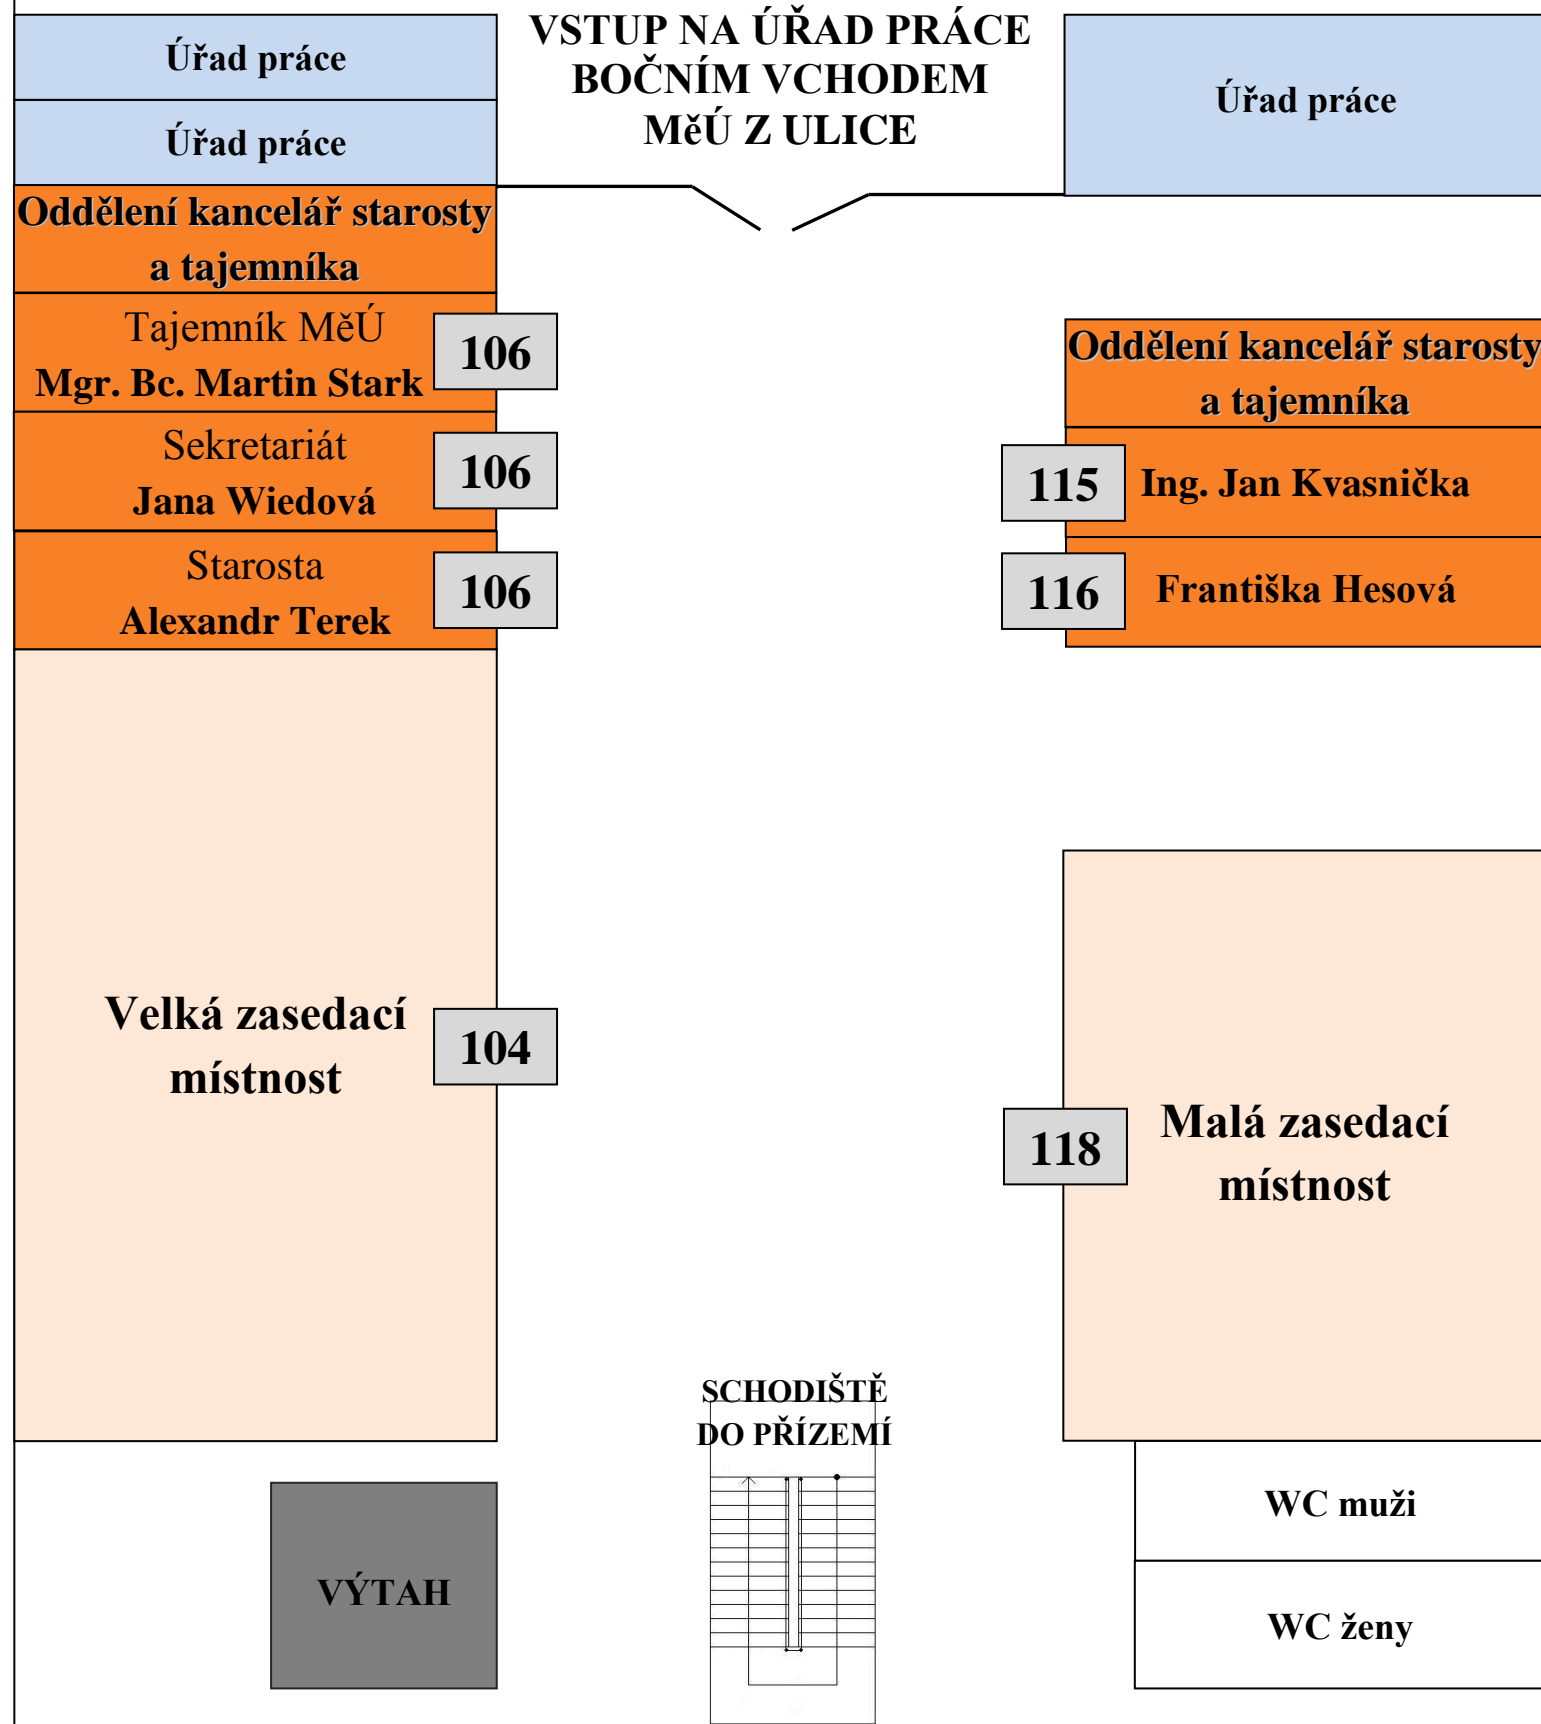 Úřad práce
Úřad práce
VSTUP NA ÚŘAD PRÁCE
BOČNÍM VCHODEM
MěÚ Z ULICE
Úřad práce
Oddělení kancelář starosty
a tajemníka
Tajemník MěÚ
Mgr. Bc. Martin Stark
106
Sekretariát
Jana Wiedová
106
Starosta
Alexandr Terek
106
Oddělení kancelář starosty
a tajemníka
115
Ing. Jan Kvasnička
116
Františka Hesová
Velká zasedací
místnost
104
118
Malá zasedací
místnost
SCHODIŠTĚ
DO PŘÍZEMÍ
VÝTAH
WC muži
WC ženy